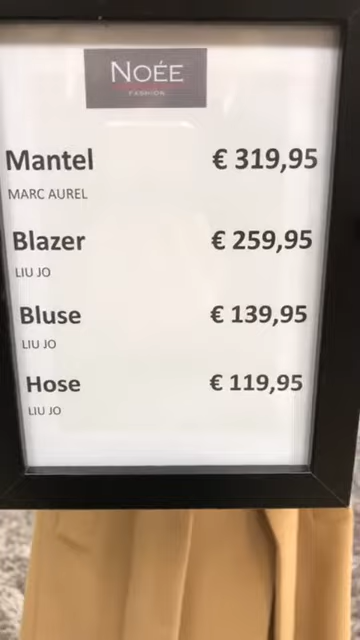 NOÉE
FASHION
Mantel € 319,95
MARC AUREL
Blazer € 259,95
LIU JO
Bluse € 139,95
LIU JO
Hose € 119,95
LIU JO